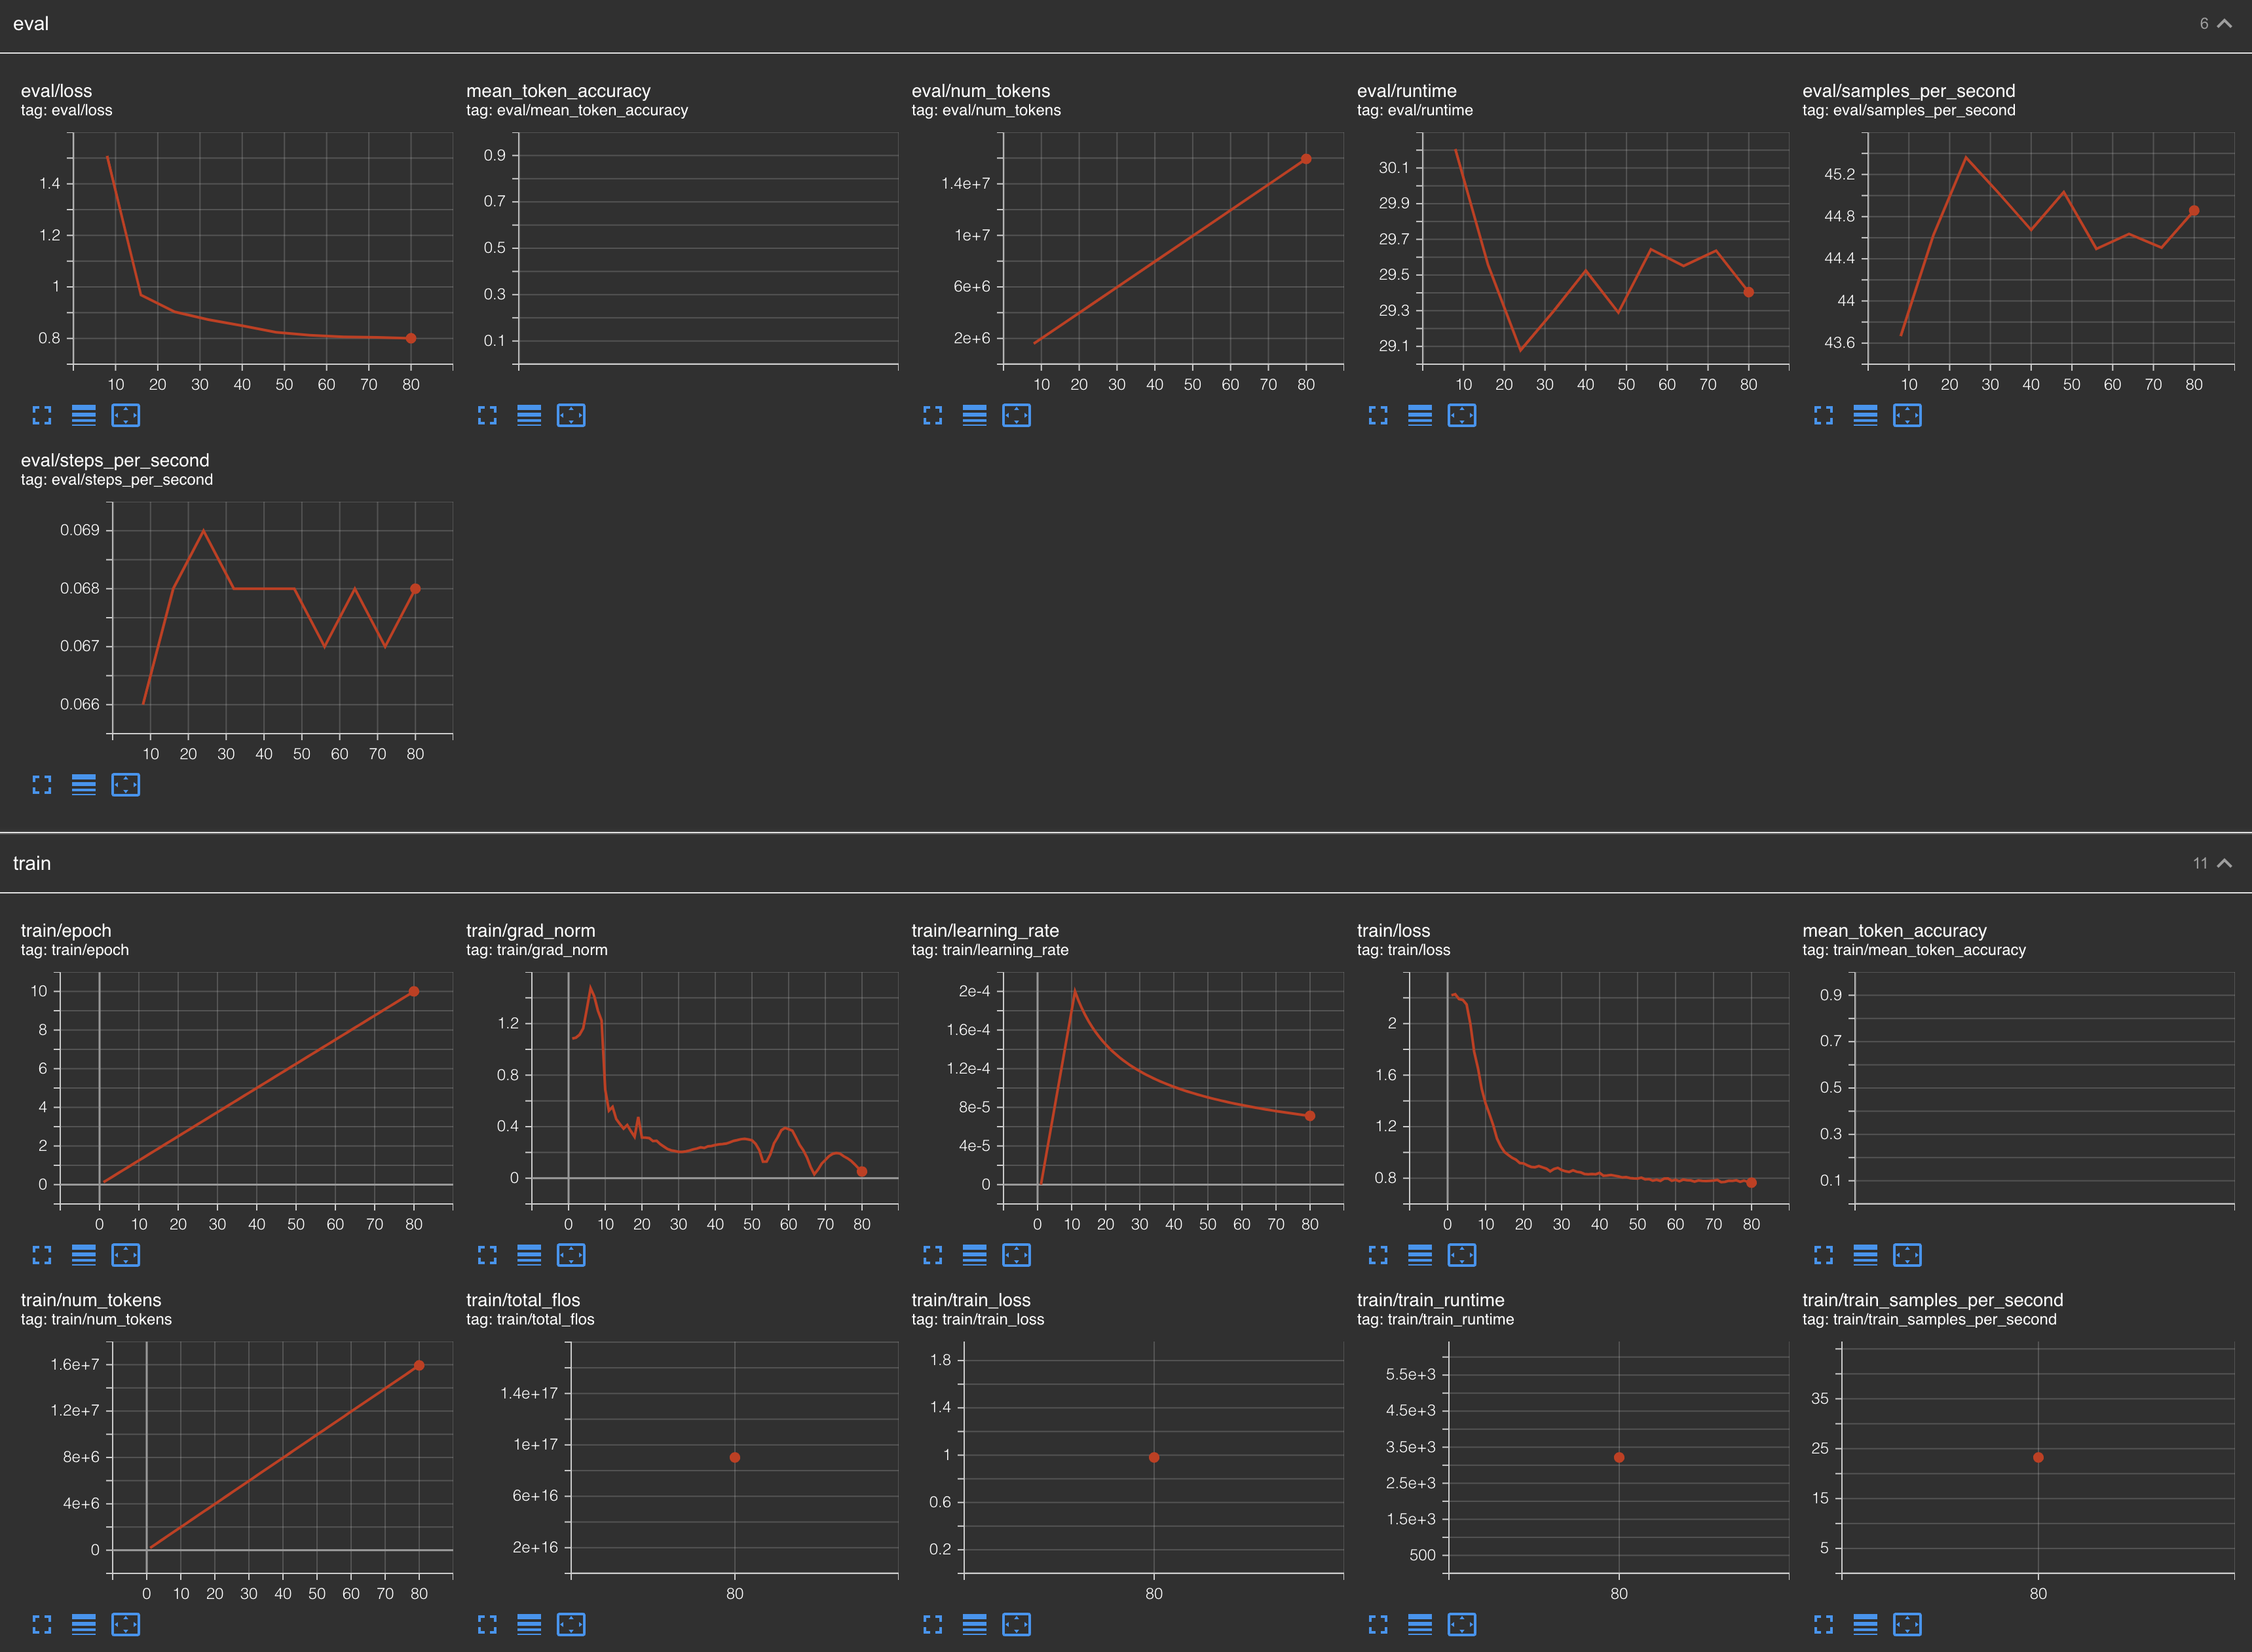 eval
6
eval/loss
tag: eval/loss
1.4
1.2
1
0.8
10 20 30 40 50 60 70 80
mean_token_accuracy
tag: eval/mean_token_accuracy
0.9
0.7
0.5
0.3
0.1
eval/num_tokens
tag: eval/num_tokens
1.4e+7
1e+7
6e+6
2e+6
10 20 30 40 50 60 70 80
eval/runtime
tag: eval/runtime
30.1
29.9
29.7
29.5
29.3
29.1
10 20 30 40 50 60 70 80
eval/samples_per_second
tag: eval/samples_per_second
45.2
44.8
44.4
44
43.6
10 20 30 40 50 60 70 80
eval/steps_per_second
tag: eval/steps_per_second
0.069
0.068
0.067
0.066
10 20 30 40 50 60 70 80
train
11
train/epoch
tag: train/epoch
10
8
6
4
2
0
0 10 20 30 40 50 60 70 80
train/grad_norm
tag: train/grad_norm
1.2
0.8
0.4
0
0 10 20 30 40 50 60 70 80
train/learning_rate
tag: train/learning_rate
2e-4
1.6e-4
1.2e-4
8e-5
4e-5
0
0 10 20 30 40 50 60 70 80
train/loss
tag: train/loss
2
1.6
1.2
0.8
0 10 20 30 40 50 60 70 80
mean_token_accuracy
tag: train/mean_token_accuracy
0.9
0.7
0.5
0.3
0.1
train/num_tokens
tag: train/num_tokens
1.6e+7
1.2e+7
8e+6
4e+6
0
0 10 20 30 40 50 60 70 80
train/total_flos
tag: train/total_flos
1.4e+17
1e+17
6e+16
2e+16
80
train/train_loss
tag: train/train_loss
1.8
1.4
1
0.6
0.2
80
train/train_runtime
tag: train/train_runtime
5.5e+3
4.5e+3
3.5e+3
2.5e+3
1.5e+3
500
80
train/train_samples_per_second
tag: train/train_samples_per_second
35
25
15
5
80